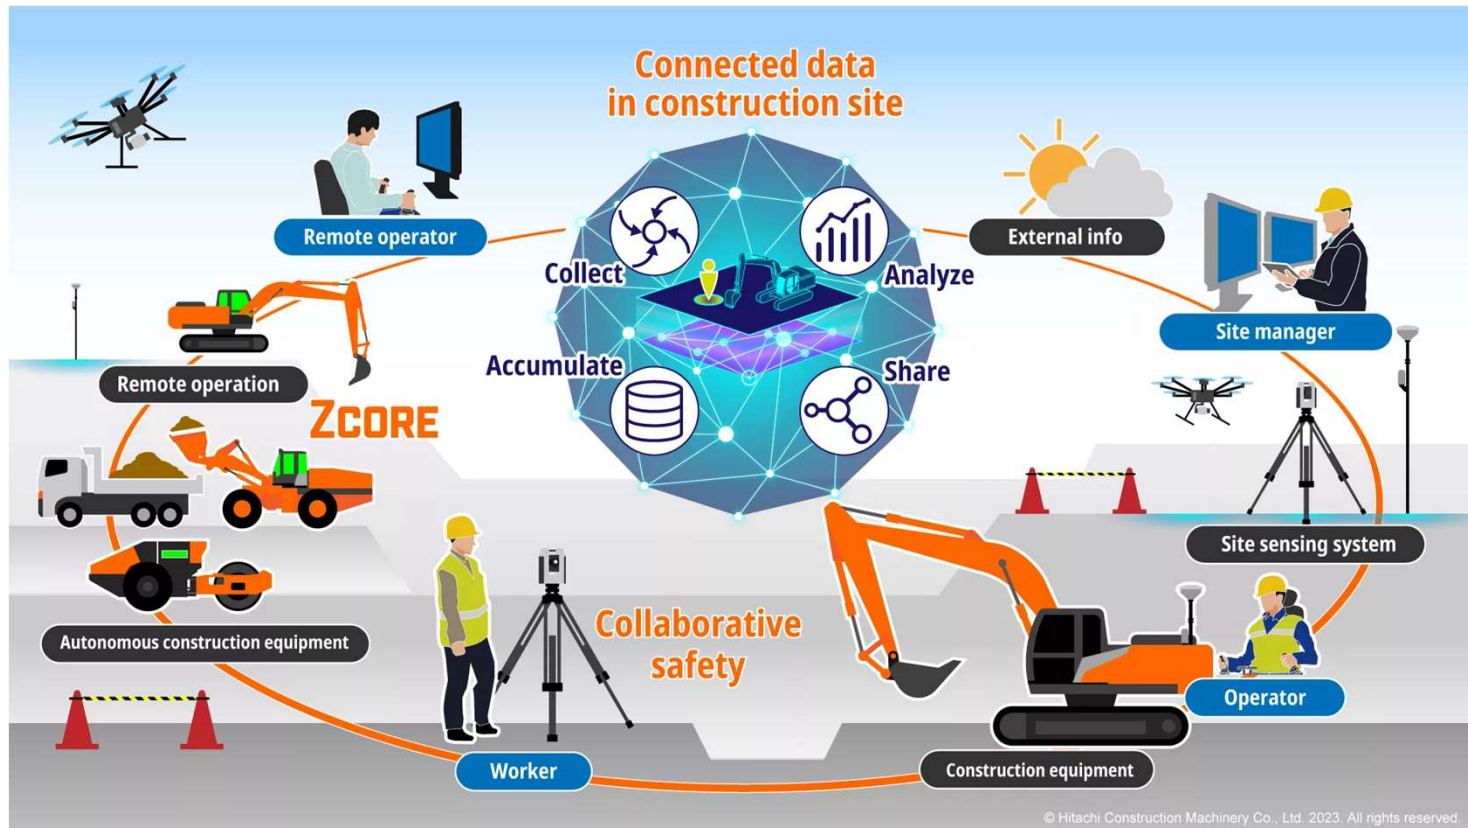 Connected data
in construction site
Remote operator
External info
Collect
Analyze
Site manager
Accumulate
Share
Remote operation
ZCORE
Site sensing system
Autonomous construction equipment
Collaborative
safety
Operator
Worker
Construction equipment
© Hitachi Construction Machinery Co., Ltd. 2023. All rights reserved.